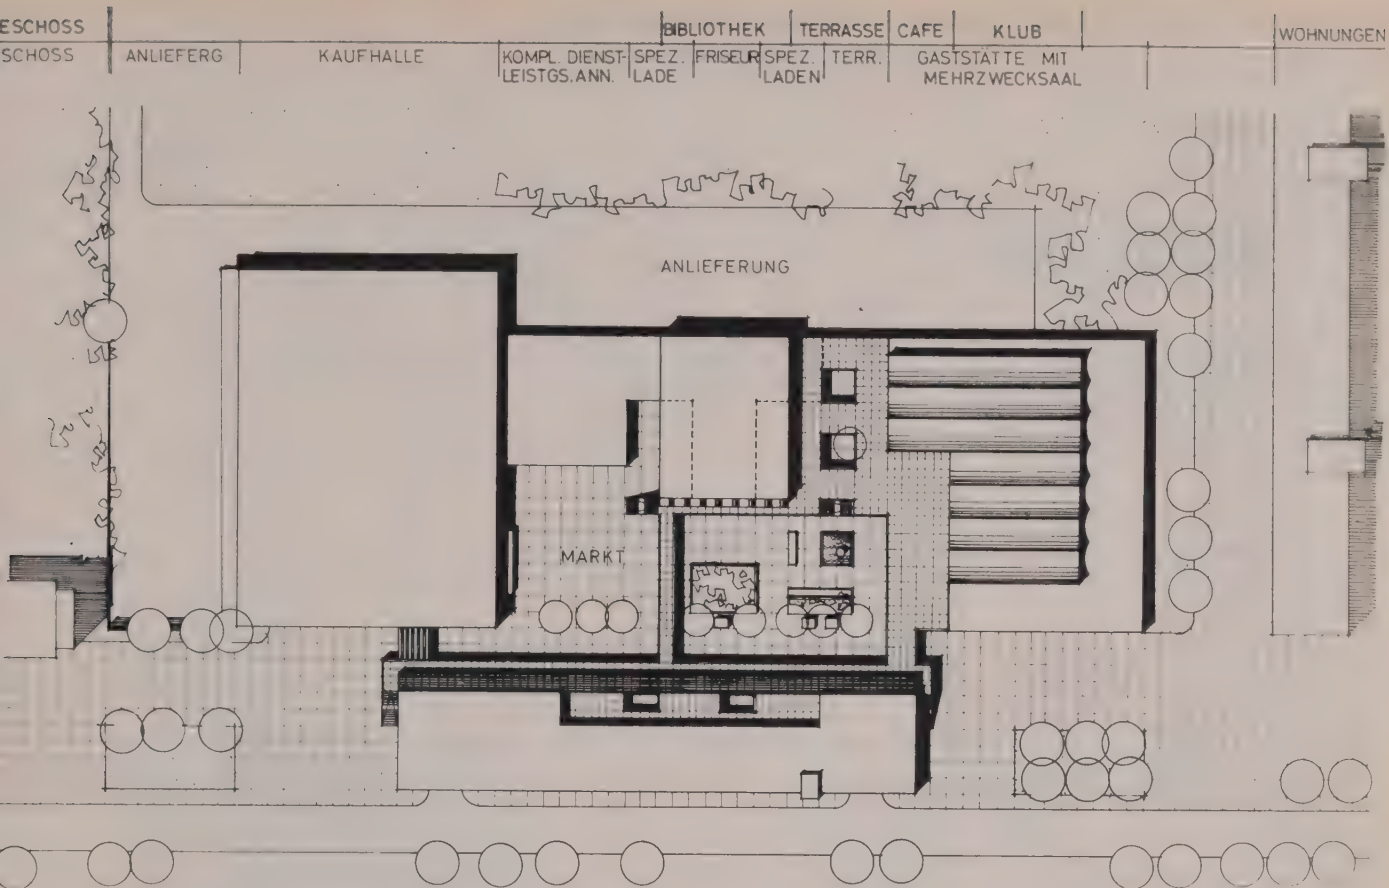 ESCHOSS BIBLIOTHEK TERRASSE CAFE KLUB WOHNUNGEN
SCHOSS ANLIEFERG KAUFHALLE KOMPL. DIENST- SPEZ. FRISEUR SPEZ. TERR. GASTSTÄTTE MIT
LEISTGS.ANN. LADE LADEN MEHRZWECKSAAL
ANLIEFERUNG
MARKT